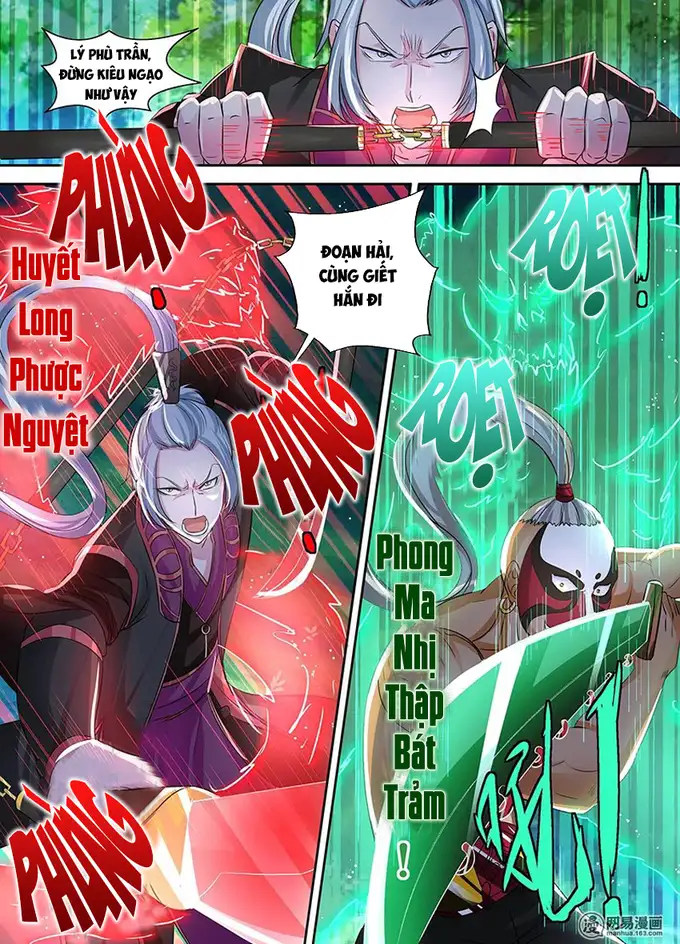 LÝ PHÙ TRẦN,
ĐỪNG KIÊU NGẠO
NHƯ VẬY
PHÙNG!
Huyết
Long
Phược
Nguyệt
ĐOẠN HẢI,
CÙNG GIẾT
HẮN ĐI
PHÙNG!
PHÙNG
ROẸT!
ROẸT
Phong
Ma
Nhị
Thập
Bát
Trảm
!
网易漫画
manhua.163.com